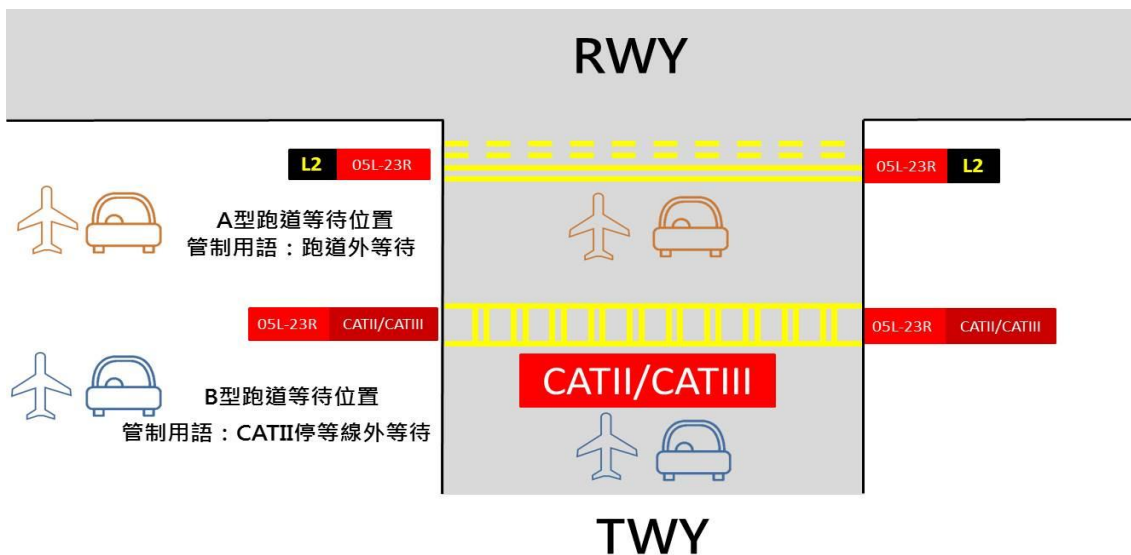 RWY
L2 05L-23R
05L-23R L2
A型跑道等待位置
管制用語：跑道外等待
05L-23R CATII/CATIII
05L-23R CATII/CATIII
CATII/CATIII
B型跑道等待位置
管制用語：CATII停等線外等待
TWY